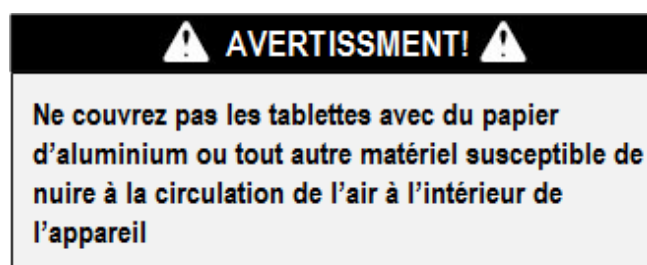 AVERTISSMENT!
Ne couvrez pas les tablettes avec du papier
d’aluminium ou tout autre matériel susceptible de
nuire à la circulation de l’air à l’intérieur de
l’appareil